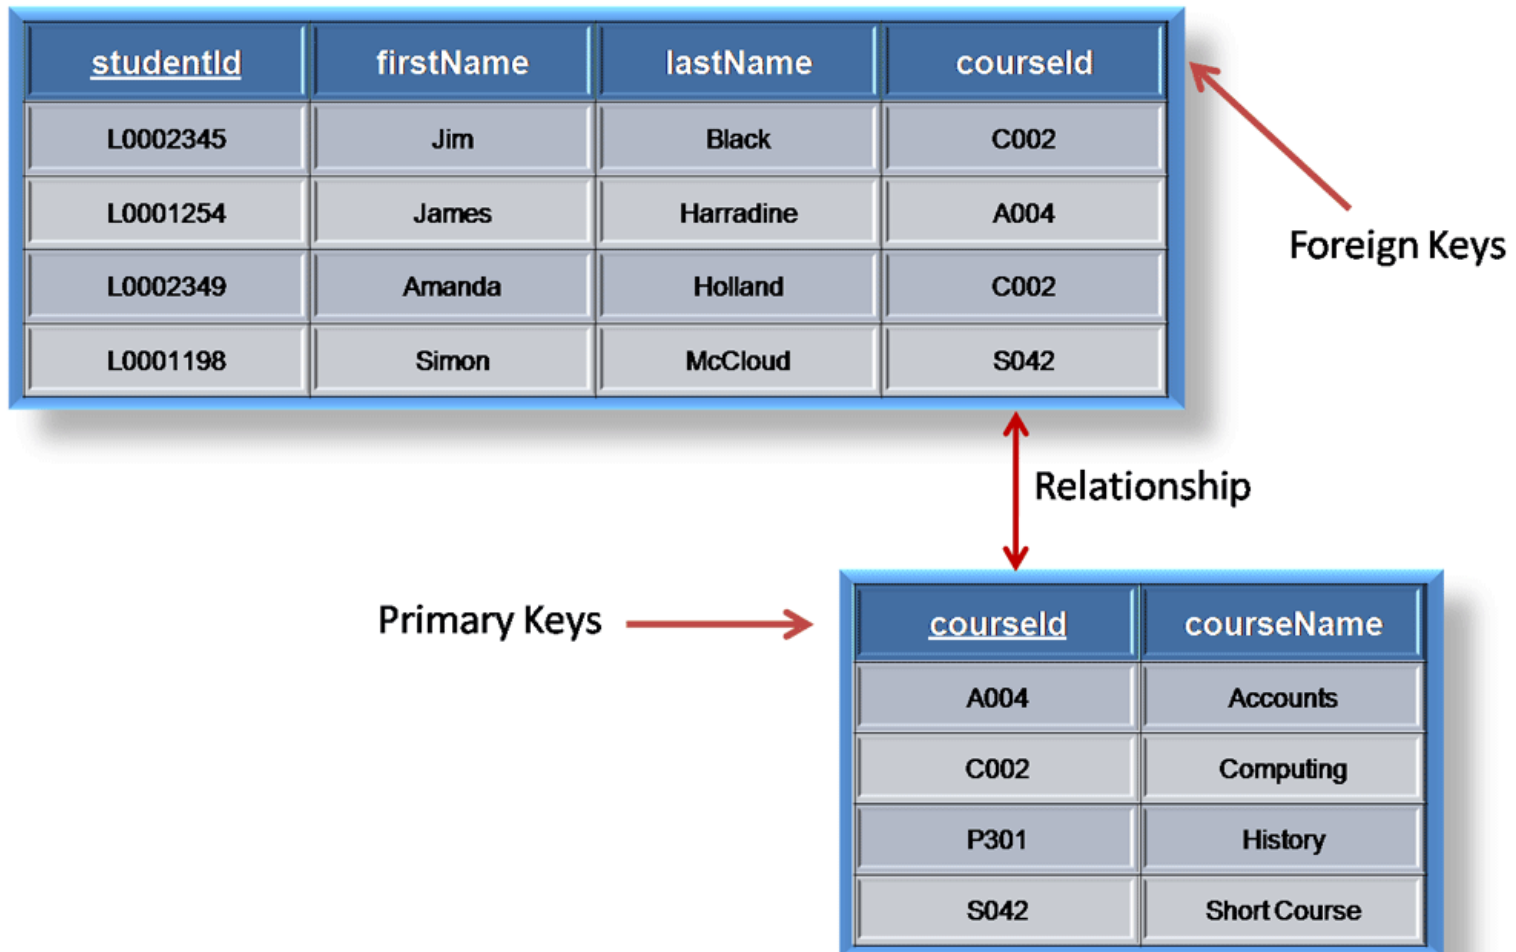 studentId firstName lastName courseId
L0002345 Jim Black C002
L0001254 James Harradine A004
L0002349 Amanda Holland C002
L0001198 Simon McCloud S042
Foreign Keys
Relationship
Primary Keys
courseId courseName
A004 Accounts
C002 Computing
P301 History
S042 Short Course